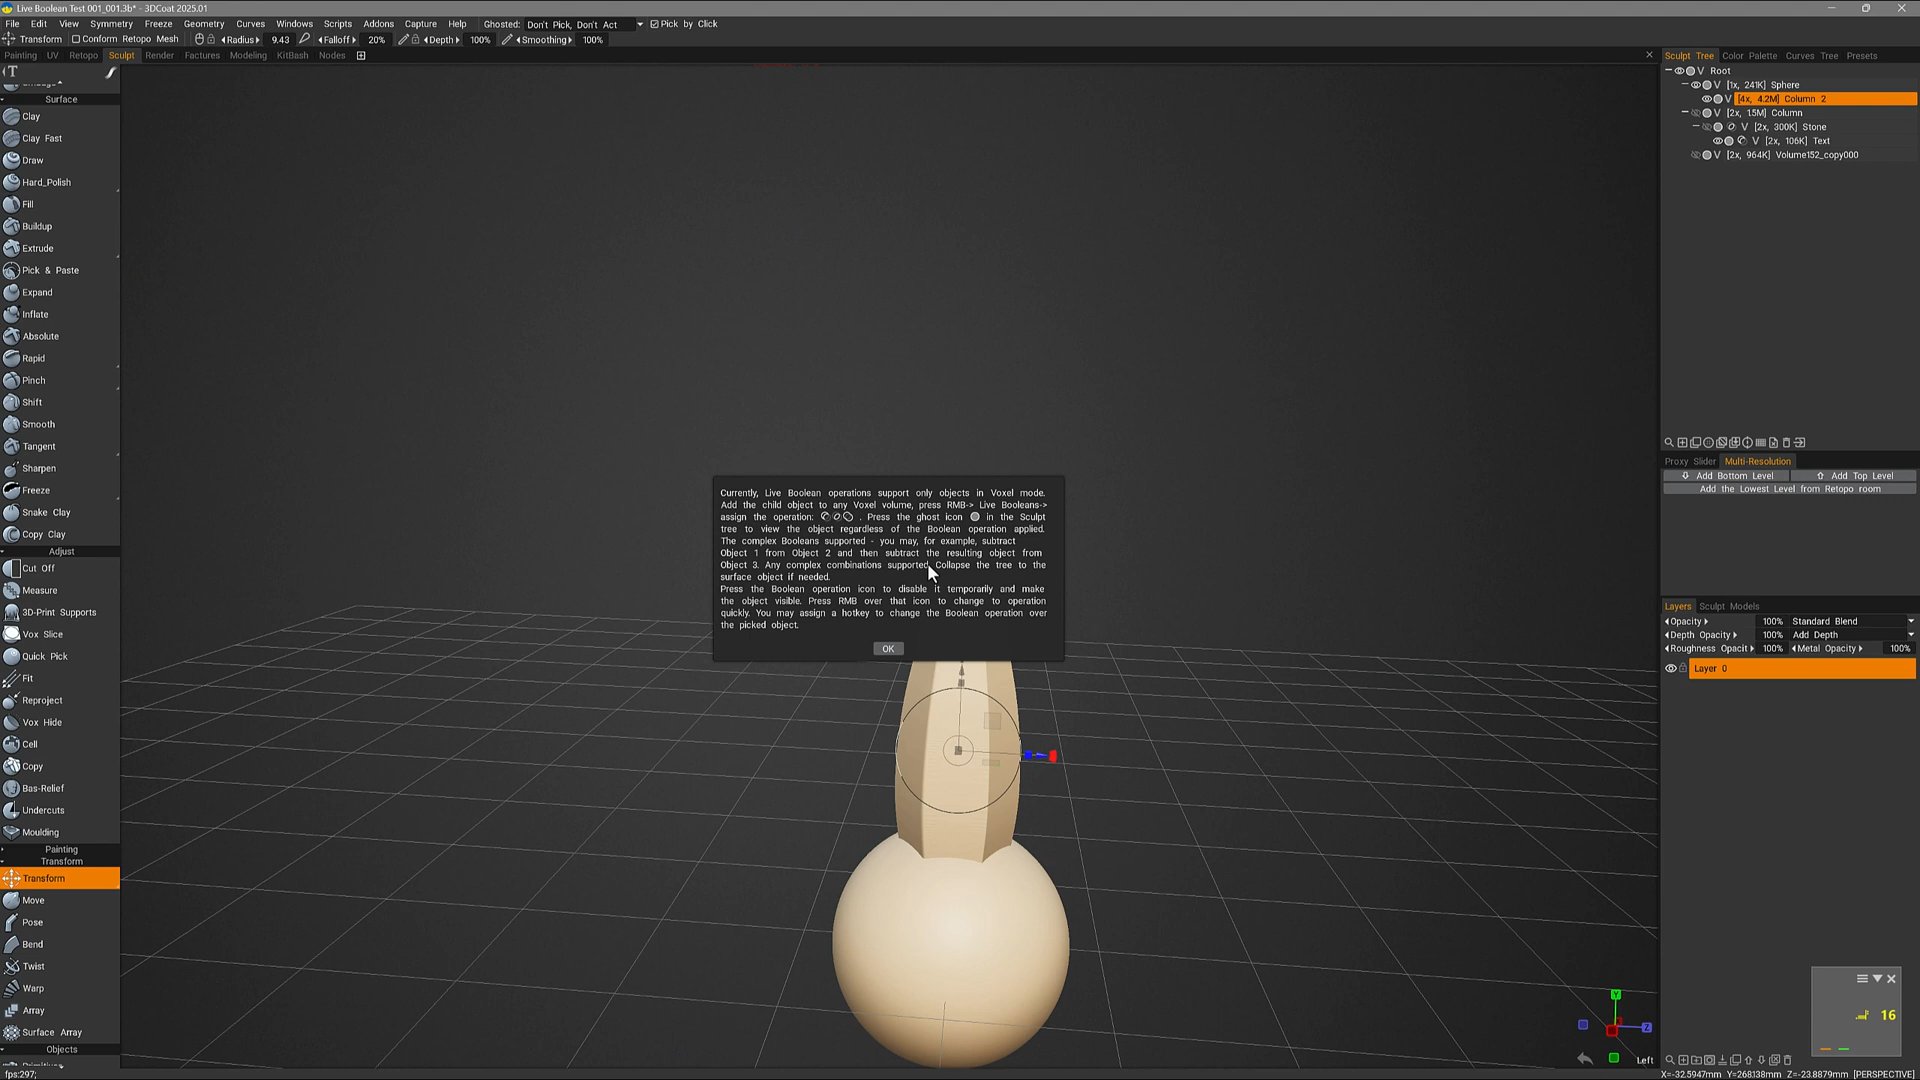 Live Boolean Test 001_001.3b* - 3DCoat 2025.01
File Edit View Symmetry Freeze Geometry Curves Windows Scripts Addons Capture Help Ghosted: Don't Pick, Don't Act Pick by Click
Transform Conform Retopo Mesh Radius 9.43 Falloff 20% Depth 100% Smoothing 100%
Painting UV Retopo Sculpt Render Factures Modeling KitBash Nodes
T
Surface
Clay
Clay Fast
Draw
Hard_Polish
Fill
Buildup
Extrude
Pick & Paste
Expand
Inflate
Absolute
Rapid
Pinch
Shift
Smooth
Tangent
Sharpen
Freeze
Snake Clay
Copy Clay
Adjust
Cut Off
Measure
3D-Print Supports
Vox Slice
Quick Pick
Fit
Reproject
Vox Hide
Cell
Copy
Bas-Relief
Undercuts
Moulding
Painting
Transform
Transform
Move
Pose
Bend
Twist
Warp
Array
Surface Array
Objects
fps:297;
Currently, Live Boolean operations support only objects in Voxel mode.
Add the child object to any Voxel volume, press RMB-> Live Booleans->
assign the operation: . Press the ghost icon in the Sculpt
tree to view the object regardless of the Boolean operation applied.
The complex Booleans supported - you may, for example, subtract
Object 1 from Object 2 and then subtract the resulting object from
Object 3. Any complex combinations supported. Collapse the tree to the
surface object if needed.
Press the Boolean operation icon to disable it temporarily and make
the object visible. Press RMB over that icon to change to operation
quickly. You may assign a hotkey to change the Boolean operation over
the picked object.
OK
Sculpt Tree Color Palette Curves Tree Presets
V Root
V [1x, 241K] Sphere
V [4x, 4.2M] Column 2
V [2x, 1.5M] Column
V [2x, 300K] Stone
V [2x, 106K] Text
V [2x, 964K] Volume152_copy000
Proxy Slider Multi-Resolution
Add Bottom Level Add Top Level
Add the Lowest Level from Retopo room
Layers Sculpt Models
Opacity 100% Standard Blend
Depth Opacity 100% Add Depth
Roughness Opacit 100% Metal Opacity 100%
Layer 0
16
Y
Z
Left
X=-32.5947mm Y=268.138mm Z=-23.8879mm [PERSPECTIVE]